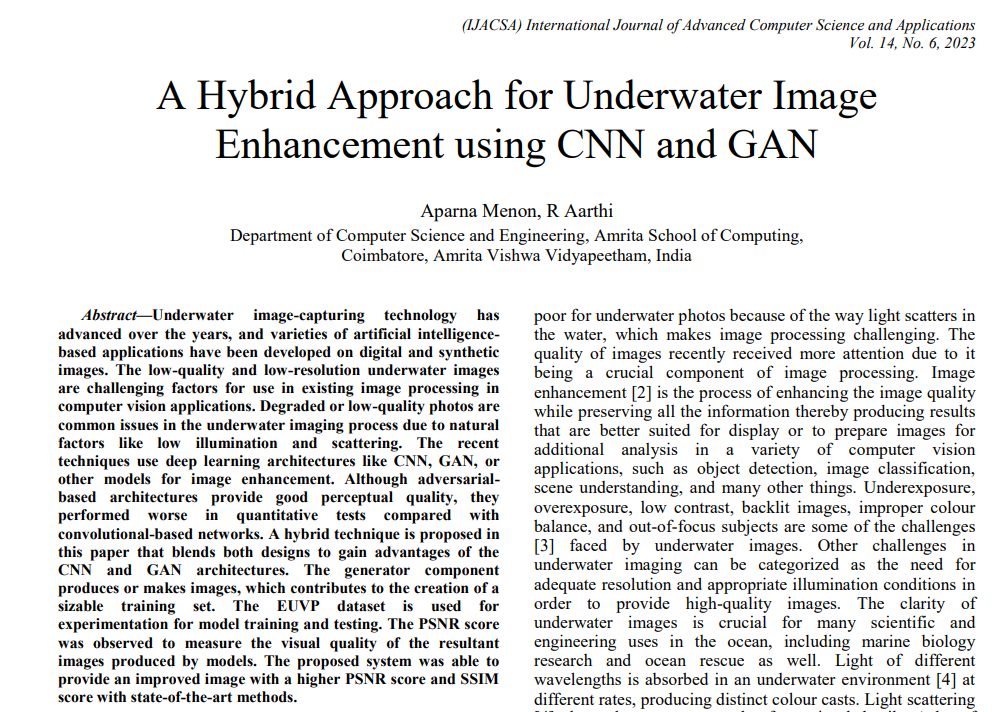 (IJACSA) International Journal of Advanced Computer Science and Applications
Vol. 14, No. 6, 2023
A Hybrid Approach for Underwater Image
Enhancement using CNN and GAN
Aparna Menon, R Aarthi
Department of Computer Science and Engineering, Amrita School of Computing,
Coimbatore, Amrita Vishwa Vidyapeetham, India
Abstract—Underwater image-capturing technology has
advanced over the years, and varieties of artificial intelligence-
based applications have been developed on digital and synthetic
images. The low-quality and low-resolution underwater images
are challenging factors for use in existing image processing in
computer vision applications. Degraded or low-quality photos are
common issues in the underwater imaging process due to natural
factors like low illumination and scattering. The recent
techniques use deep learning architectures like CNN, GAN, or
other models for image enhancement. Although adversarial-
based architectures provide good perceptual quality, they
performed worse in quantitative tests compared with
convolutional-based networks. A hybrid technique is proposed in
this paper that blends both designs to gain advantages of the
CNN and GAN architectures. The generator component
produces or makes images, which contributes to the creation of a
sizable training set. The EUVP dataset is used for
experimentation for model training and testing. The PSNR score
was observed to measure the visual quality of the resultant
images produced by models. The proposed system was able to
provide an improved image with a higher PSNR score and SSIM
score with state-of-the-art methods.
poor for underwater photos because of the way light scatters in
the water, which makes image processing challenging. The
quality of images recently received more attention due to it
being a crucial component of image processing. Image
enhancement [2] is the process of enhancing the image quality
while preserving all the information thereby producing results
that are better suited for display or to prepare images for
additional analysis in a variety of computer vision
applications, such as object detection, image classification,
scene understanding, and many other things. Underexposure,
overexposure, low contrast, backlit images, improper colour
balance, and out-of-focus subjects are some of the challenges
[3] faced by underwater images. Other challenges in
underwater imaging can be categorized as the need for
adequate resolution and appropriate illumination conditions in
order to provide high-quality images. The clarity of
underwater images is crucial for many scientific and
engineering uses in the ocean, including marine biology
research and ocean rescue as well. Light of different
wavelengths is absorbed in an underwater environment [4] at
different rates, producing distinct colour casts. Light scattering